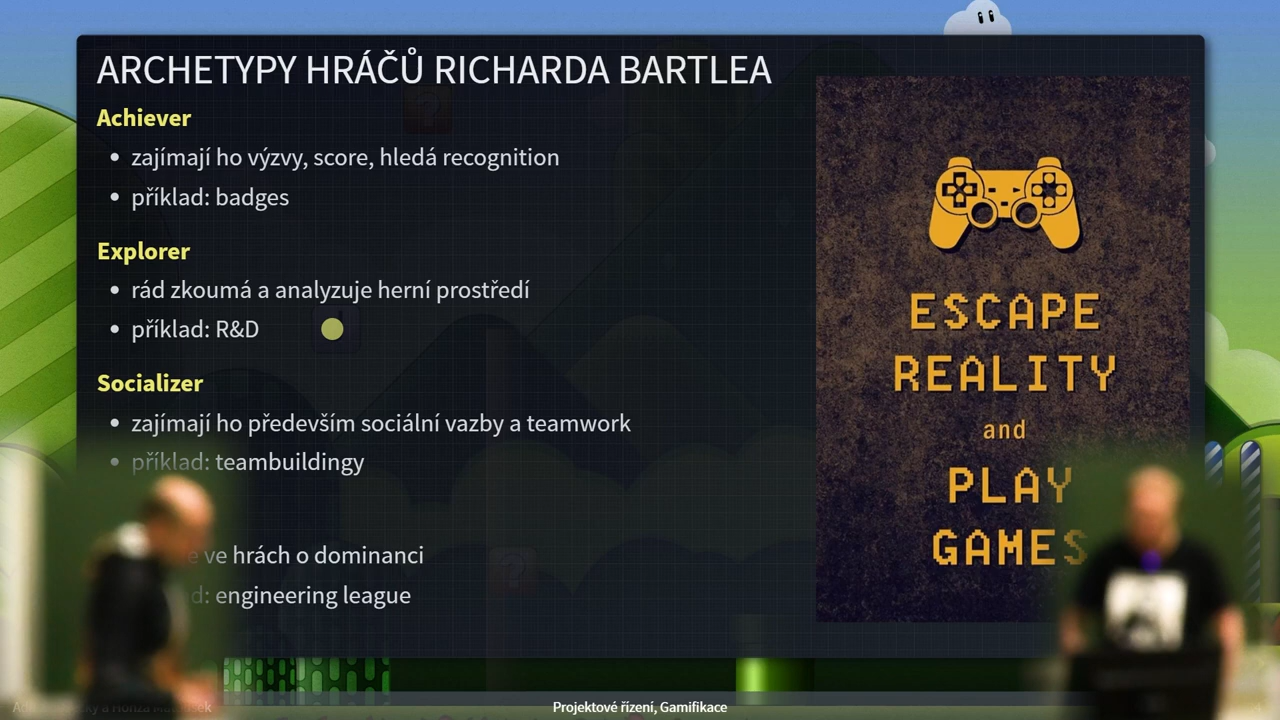 ARCHETYPY HRÁČŮ RICHARDA BARTLEA
Achiever
zajímají ho výzvy, score, hledá recognition
příklad: badges
Explorer
rád zkoumá a analyzuje herní prostředí
příklad: R&D
Socializer
zajímají ho především sociální vazby a teamwork
příklad: teambuildingy
ve hrách o dominanci
engineering league
ESCAPE
REALITY
and
PLAY
GAMES
Projektové řízení, Gamifikace